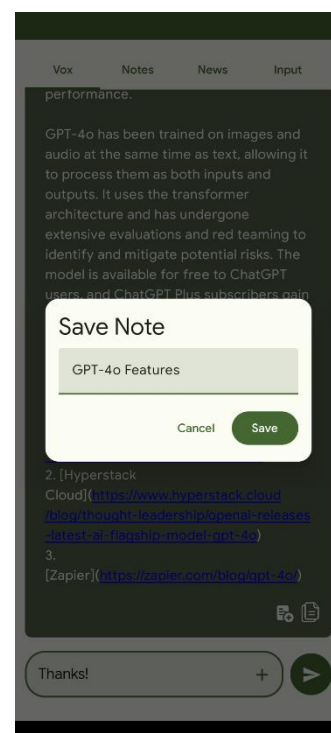 Vox Notes News Input
performance.
GPT-4o has been trained on images and
audio at the same time as text, allowing it
to process them as both inputs and
outputs. It uses the transformer
architecture and has undergone
extensive evaluations and red teaming to
identify and mitigate potential risks. The
model is available for free to ChatGPT
users, and ChatGPT Plus subscribers gain
Save Note
GPT-4o Features
Cancel Save
2. [Hyperstack
Cloud](https://www.hyperstack.cloud
/blog/thought-leadership/openai-releases
-latest-ai-flagship-model-gpt-4o)
3.
[Zapier](https://zapier.com/blog/gpt-4o/)
Thanks!